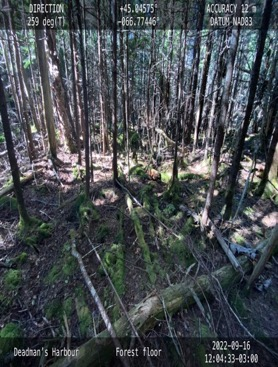 DIRECTION
259 deg(T)
+45.04575°
-066.77446°
ACCURACY 12 m
DATUM NAD83
Deadman's Harbour
Forest floor
2022-09-16
12:04:33-03:00